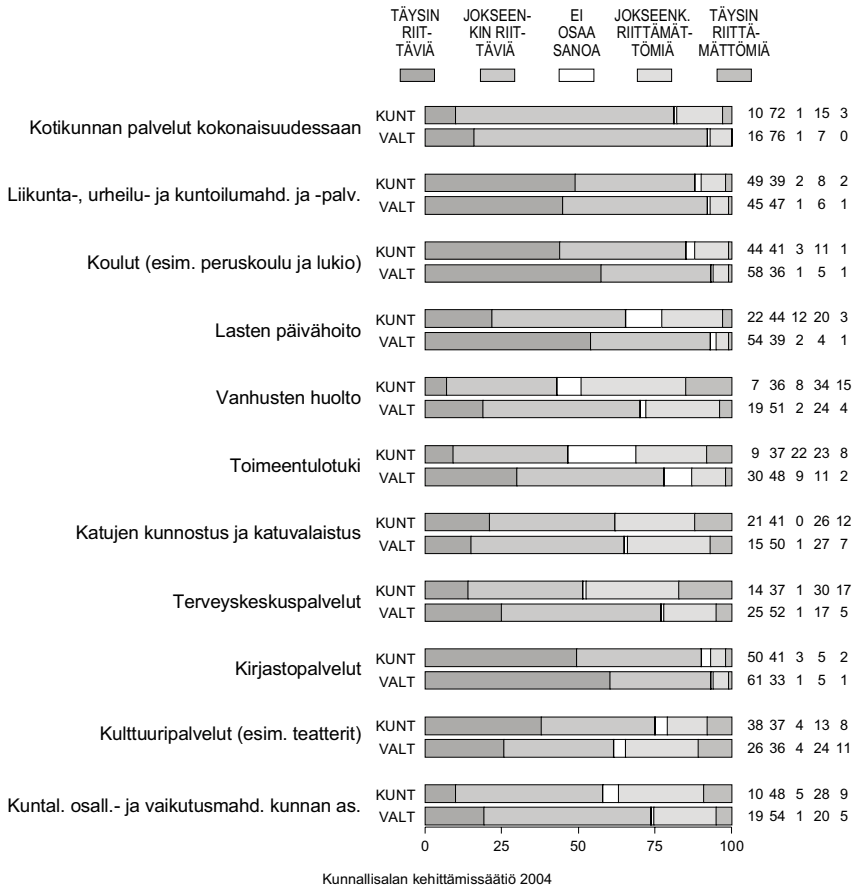 TÄYSIN JOKSEEN- EI JOKSEENK. TÄYSIN
RIIT- KIN RIIT- OSAA RIITTÄMÄT- RIITTÄ-
TÄVIÄ TÄVIÄ SANOA TÖMIÄ MÄTTÖMIÄ
Kotikunnan palvelut kokonaisuudessaan
KUNT 10 72 1 15 3
VALT 16 76 1 7 0
Liikunta-, urheilu- ja kuntoilumahd. ja -palv.
KUNT 49 39 2 8 2
VALT 45 47 1 6 1
Koulut (esim. peruskoulu ja lukio)
KUNT 44 41 3 11 1
VALT 58 36 1 5 1
Lasten päivähoito
KUNT 22 44 12 20 3
VALT 54 39 2 4 1
Vanhusten huolto
KUNT 7 36 8 34 15
VALT 19 51 2 24 4
Toimeentulotuki
KUNT 9 37 22 23 8
VALT 30 48 9 11 2
Katujen kunnostus ja katuvalaistus
KUNT 21 41 0 26 12
VALT 15 50 1 27 7
Terveyskeskuspalvelut
KUNT 14 37 1 30 17
VALT 25 52 1 17 5
Kirjastopalvelut
KUNT 50 41 3 5 2
VALT 61 33 1 5 1
Kulttuuripalvelut (esim. teatterit)
KUNT 38 37 4 13 8
VALT 26 36 4 24 11
Kuntal. osall.- ja vaikutusmahd. kunnan as.
KUNT 10 48 5 28 9
VALT 19 54 1 20 5
0 25 50 75 100
Kunnallisalan kehittämissäätiö 2004